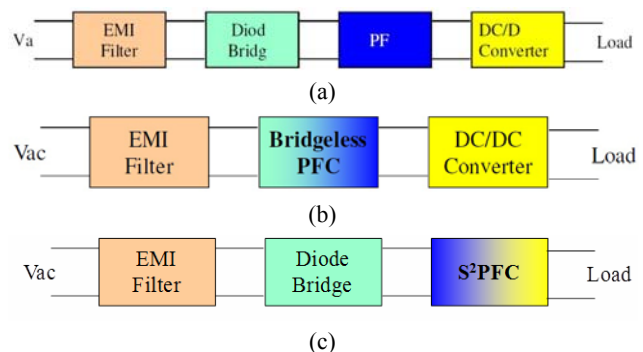 Va
EMI
Filter
Diod
Bridg
PF
DC/D
Converter
Load
(a)
Vac
EMI
Filter
Bridgeless
PFC
DC/DC
Converter
Load
(b)
Vac
EMI
Filter
Diode
Bridge
S²PFC
Load
(c)